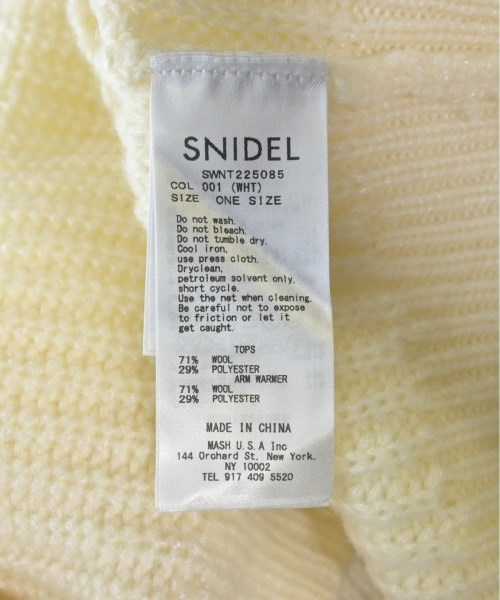 SNIDEL
SWNT225085
COL 001 (WHT)
SIZE ONE SIZE
Do not wash.
Do not bleach.
Do not tumble dry.
Cool iron,
use press cloth.
Dryclean,
petroleum solvent only,
short cycle.
Use the net when cleaning.
Be careful not to expose
to friction or let it
get caught.
TOPS
71% WOOL
29% POLYESTER
ARM WARMER
71% WOOL
29% POLYESTER
MADE IN CHINA
MASH U.S.A Inc
144 Orchard St. New York.
NY 10002
TEL 917 409 5520